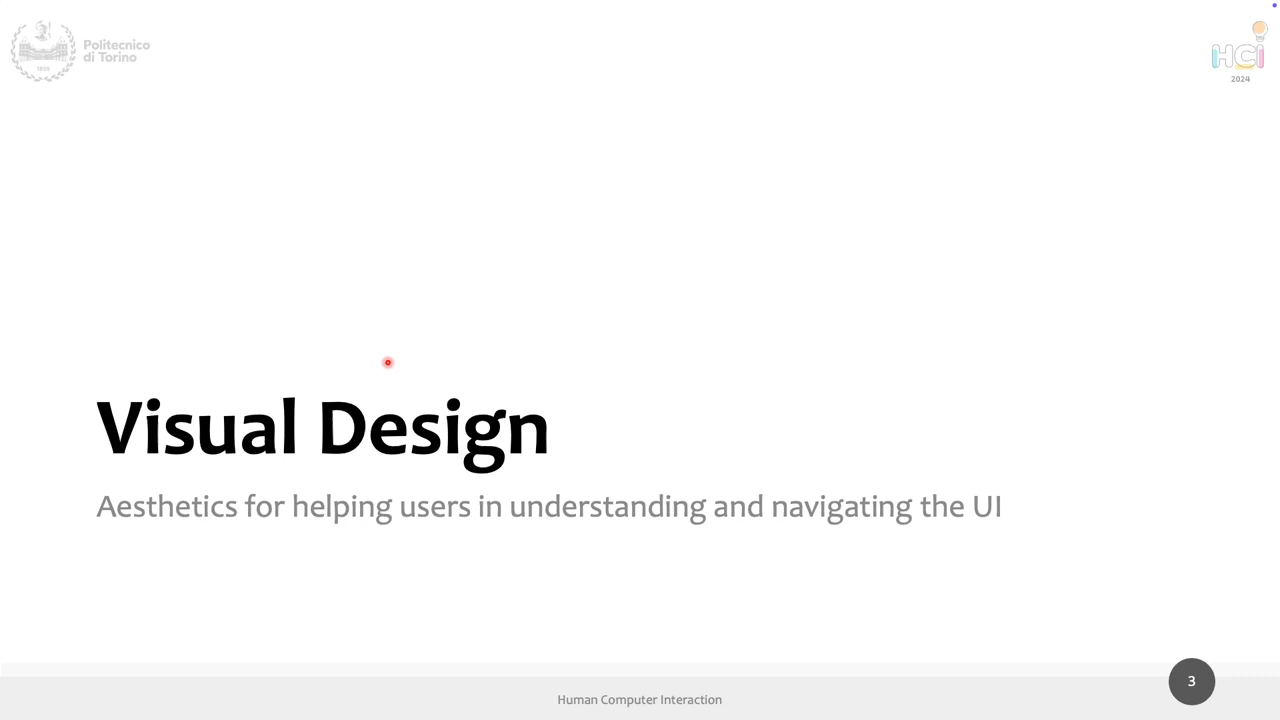 Politecnico
di Torino
1859
HCI
2024
Visual Design
Aesthetics for helping users in understanding and navigating the UI
Human Computer Interaction
3